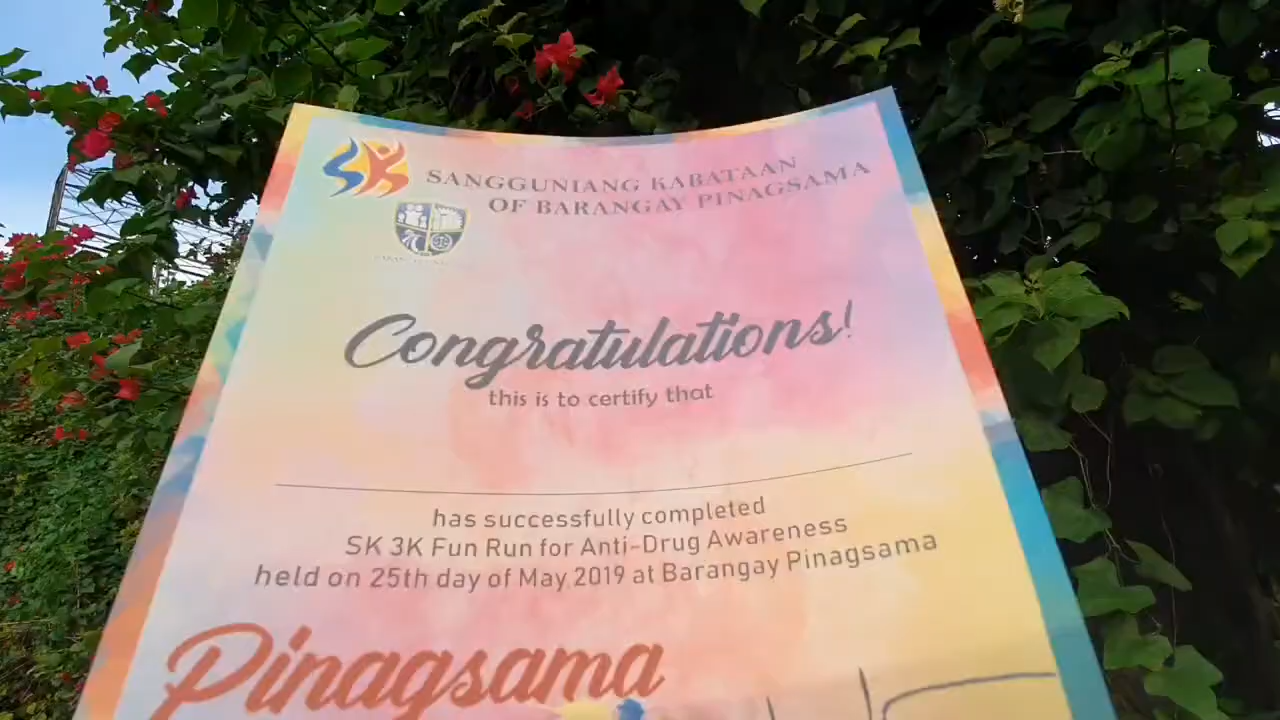 SANGGUNIANG KABATAAN
OF BARANGAY PINAGSAMA
Congratulations!
this is to certify that
has successfully completed
SK 3K Fun Run for Anti-Drug Awareness
held on 25th day of May 2019 at Barangay Pinagsama
Pinagsama